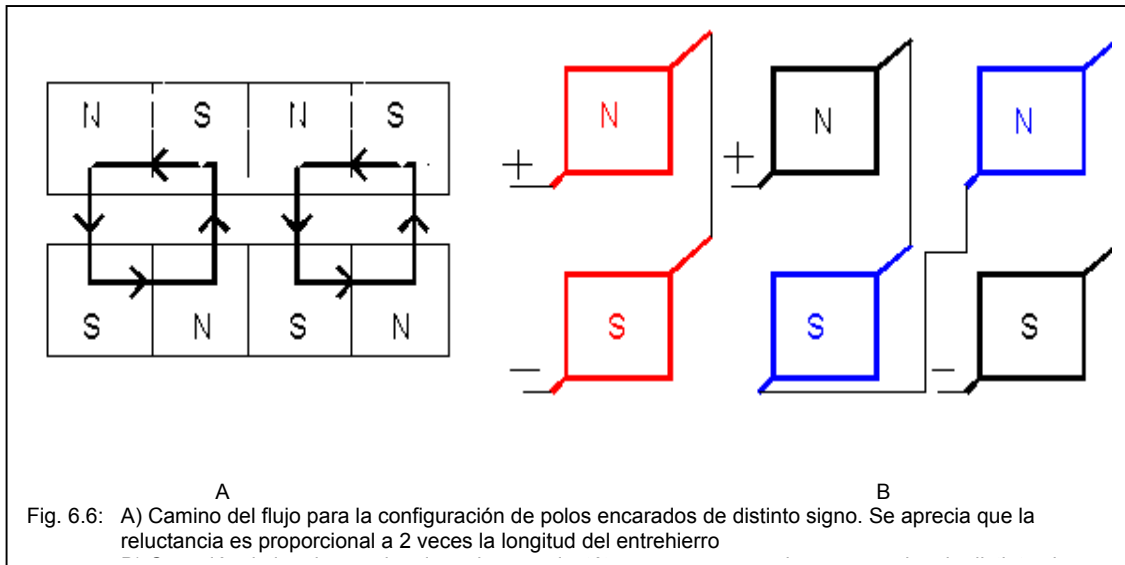 N S N S
S N S N
N N N
+ +
S S S
− −
A B
Fig. 6.6: A) Camino del flujo para la configuración de polos encarados de distinto signo. Se aprecia que la
reluctancia es proporcional a 2 veces la longitud del entrehierro